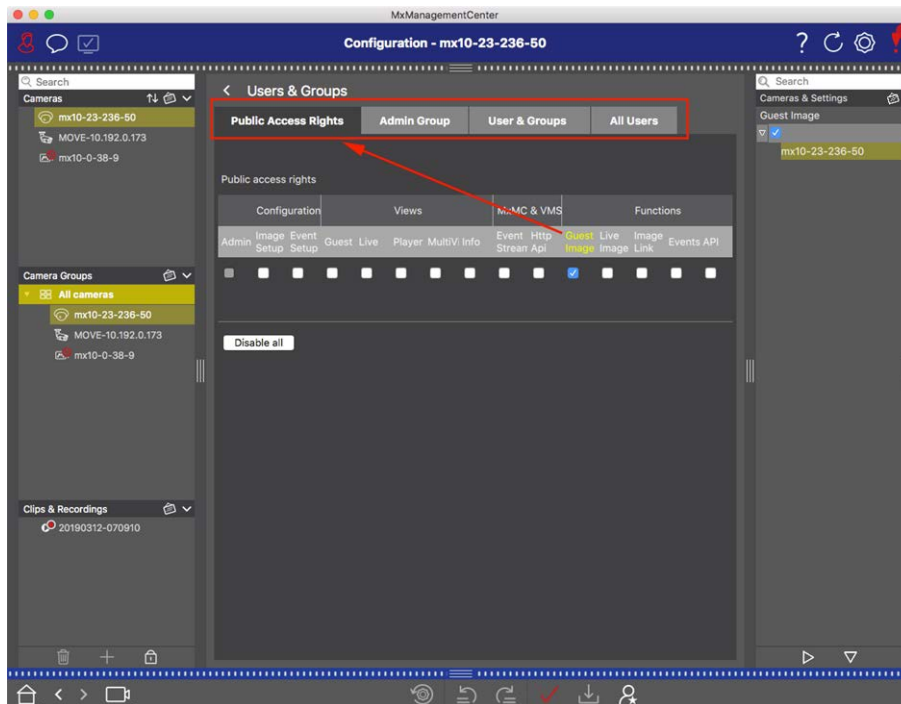 MxManagementCenter
Configuration - mx10-23-236-50
Search
Cameras
mx10-23-236-50
MOVE-10.192.0.173
mx10-0-38-9
Camera Groups
All cameras
mx10-23-236-50
MOVE-10.192.0.173
mx10-0-38-9
Clips & Recordings
20190312-070910
Users & Groups
Public Access Rights Admin Group User & Groups All Users
Public access rights
Configuration Views MxMC & VMS Functions
Admin Image Setup Event Setup Guest Live Player MultiVi Info Event Stream Http Api Guest Image Live Image Image Link Events API
Disable all
Search
Cameras & Settings
Guest Image
mx10-23-236-50